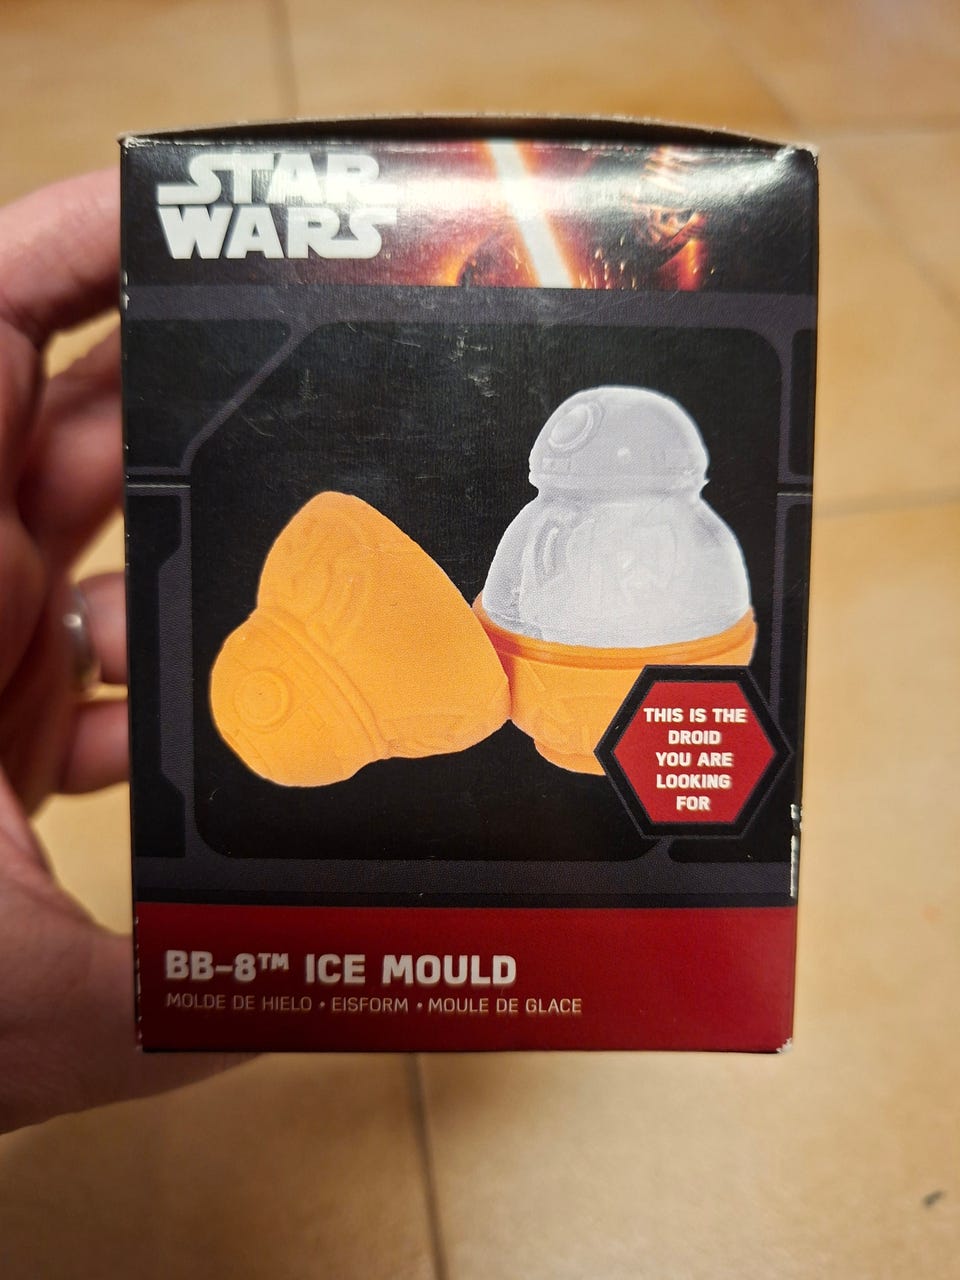 STAR
WARS
THIS IS THE
DROID
YOU ARE
LOOKING
FOR
BB-8™ ICE MOULD
MOLDE DE HIELO • EISFORM • MOULE DE GLACE